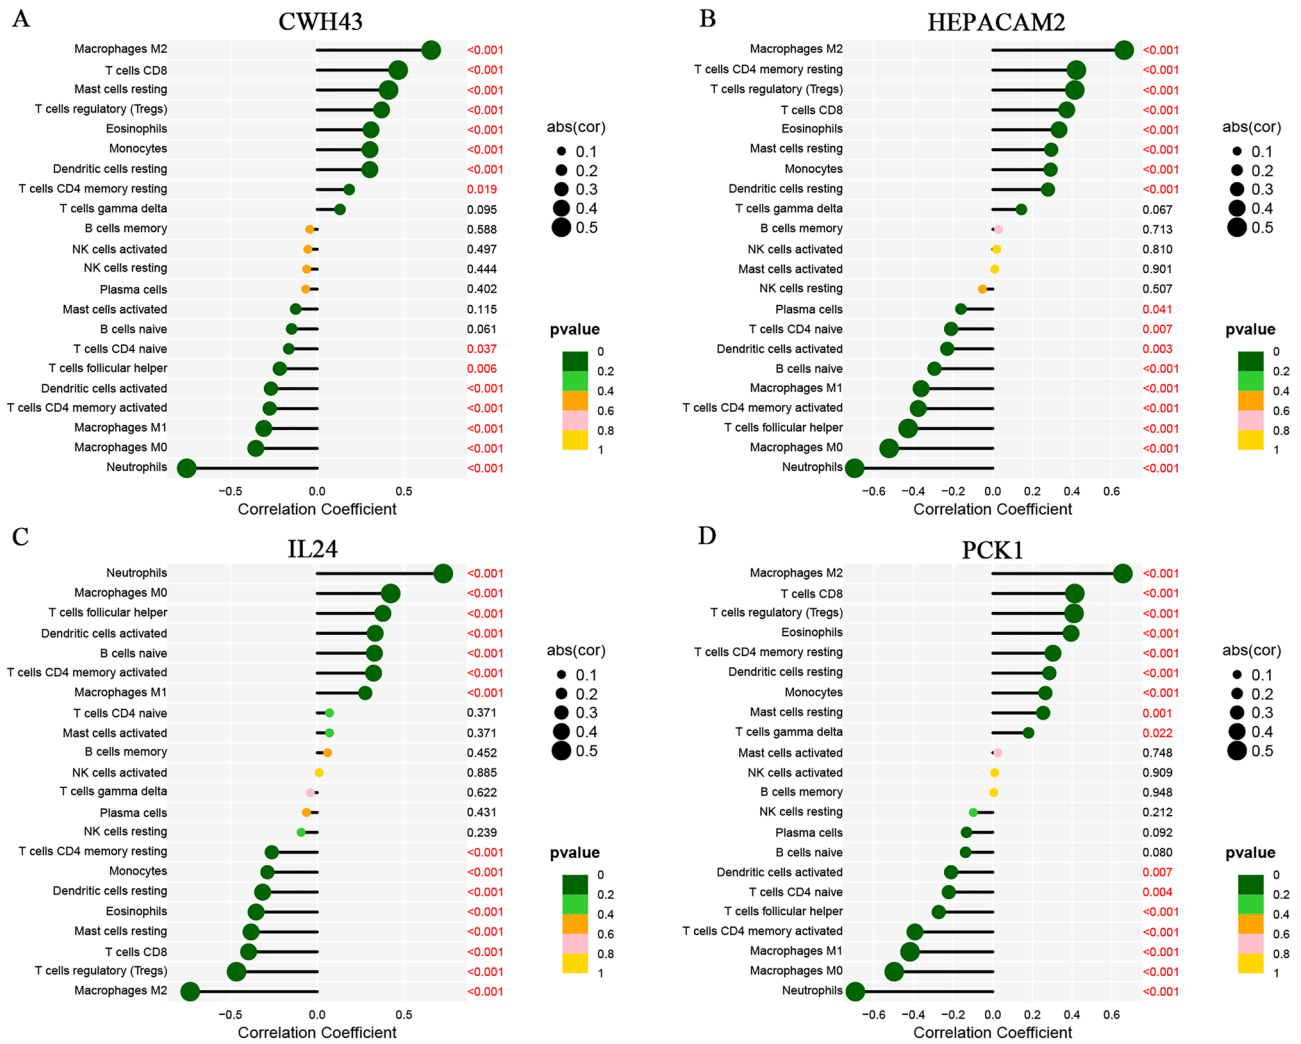 A
CWH43
Macrophages M2 <0.001
T cells CD8 <0.001
Mast cells resting <0.001
T cells regulatory (Tregs) <0.001
Eosinophils <0.001
Monocytes <0.001
Dendritic cells resting <0.001
T cells CD4 memory resting 0.019
T cells gamma delta 0.095
B cells memory 0.588
NK cells activated 0.497
NK cells resting 0.444
Plasma cells 0.402
Mast cells activated 0.115
B cells naive 0.061
T cells CD4 naive 0.037
T cells follicular helper 0.006
Dendritic cells activated <0.001
T cells CD4 memory activated <0.001
Macrophages M1 <0.001
Macrophages M0 <0.001
Neutrophils <0.001
−0.5 0.0 0.5
Correlation Coefficient
abs(cor)
0.1
0.2
0.3
0.4
0.5
pvalue
0
0.2
0.4
0.6
0.8
1
B
HEPACAM2
Macrophages M2 <0.001
T cells CD4 memory resting <0.001
T cells regulatory (Tregs) <0.001
T cells CD8 <0.001
Eosinophils <0.001
Mast cells resting <0.001
Monocytes <0.001
Dendritic cells resting <0.001
T cells gamma delta 0.067
B cells memory 0.713
NK cells activated 0.810
Mast cells activated 0.901
NK cells resting 0.507
Plasma cells 0.041
T cells CD4 naive 0.007
Dendritic cells activated 0.003
B cells naive <0.001
Macrophages M1 <0.001
T cells CD4 memory activated <0.001
T cells follicular helper <0.001
Macrophages M0 <0.001
Neutrophils <0.001
−0.6 −0.4 −0.2 0.0 0.2 0.4 0.6
Correlation Coefficient
abs(cor)
0.1
0.2
0.3
0.4
0.5
pvalue
0
0.2
0.4
0.6
0.8
1
C
IL24
Neutrophils <0.001
Macrophages M0 <0.001
T cells follicular helper <0.001
Dendritic cells activated <0.001
B cells naive <0.001
T cells CD4 memory activated <0.001
Macrophages M1 <0.001
T cells CD4 naive 0.371
Mast cells activated 0.371
B cells memory 0.452
NK cells activated 0.885
T cells gamma delta 0.622
Plasma cells 0.431
NK cells resting 0.239
T cells CD4 memory resting <0.001
Monocytes <0.001
Dendritic cells resting <0.001
Eosinophils <0.001
Mast cells resting <0.001
T cells CD8 <0.001
T cells regulatory (Tregs) <0.001
Macrophages M2 <0.001
−0.5 0.0 0.5
Correlation Coefficient
abs(cor)
0.1
0.2
0.3
0.4
0.5
pvalue
0
0.2
0.4
0.6
0.8
1
D
PCK1
Macrophages M2 <0.001
T cells CD8 <0.001
T cells regulatory (Tregs) <0.001
Eosinophils <0.001
T cells CD4 memory resting <0.001
Dendritic cells resting <0.001
Monocytes <0.001
Mast cells resting 0.001
T cells gamma delta 0.022
Mast cells activated 0.748
NK cells activated 0.909
B cells memory 0.948
NK cells resting 0.212
Plasma cells 0.092
B cells naive 0.080
Dendritic cells activated 0.007
T cells CD4 naive 0.004
T cells follicular helper <0.001
T cells CD4 memory activated <0.001
Macrophages M1 <0.001
Macrophages M0 <0.001
Neutrophils <0.001
−0.6 −0.4 −0.2 0.0 0.2 0.4 0.6
Correlation Coefficient
abs(cor)
0.1
0.2
0.3
0.4
0.5
pvalue
0
0.2
0.4
0.6
0.8
1